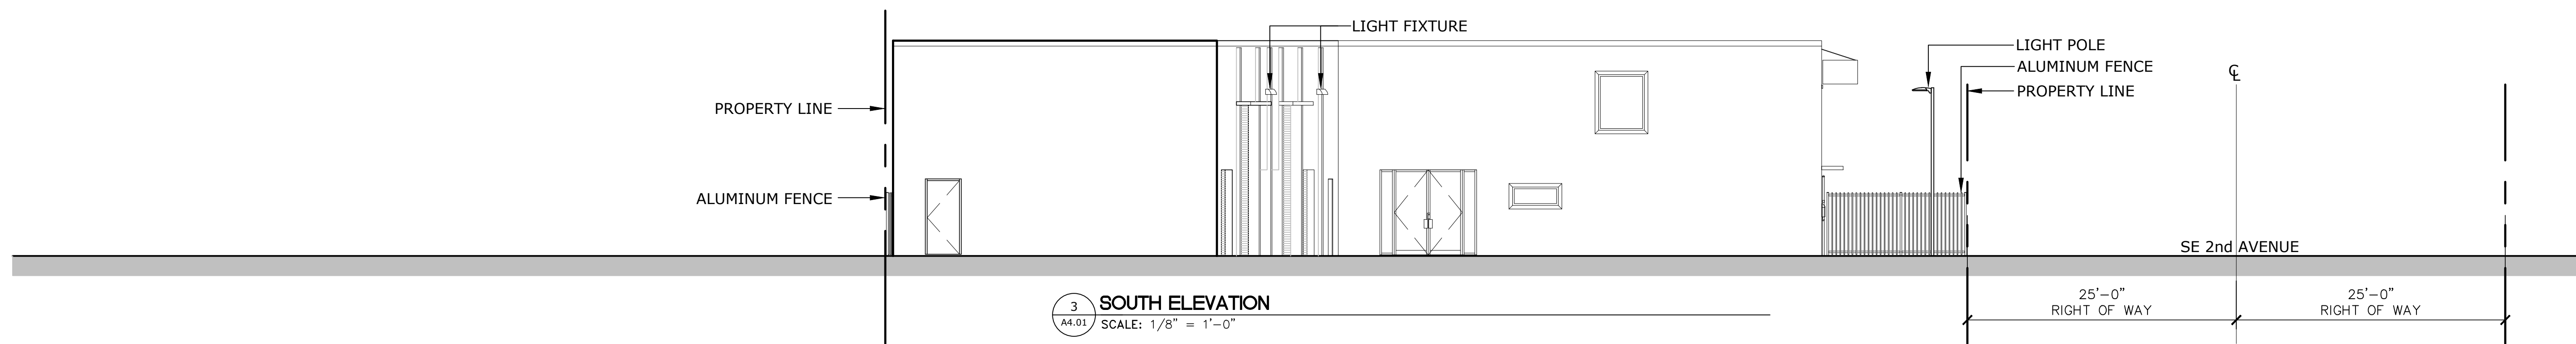 LIGHT FIXTURE
LIGHT POLE
ALUMINUM FENCE
PROPERTY LINE
℄
PROPERTY LINE
ALUMINUM FENCE
SE 2nd AVENUE
3
A4.01
SOUTH ELEVATION
SCALE: 1/8" = 1'-0"
25'-0"
RIGHT OF WAY
25'-0"
RIGHT OF WAY